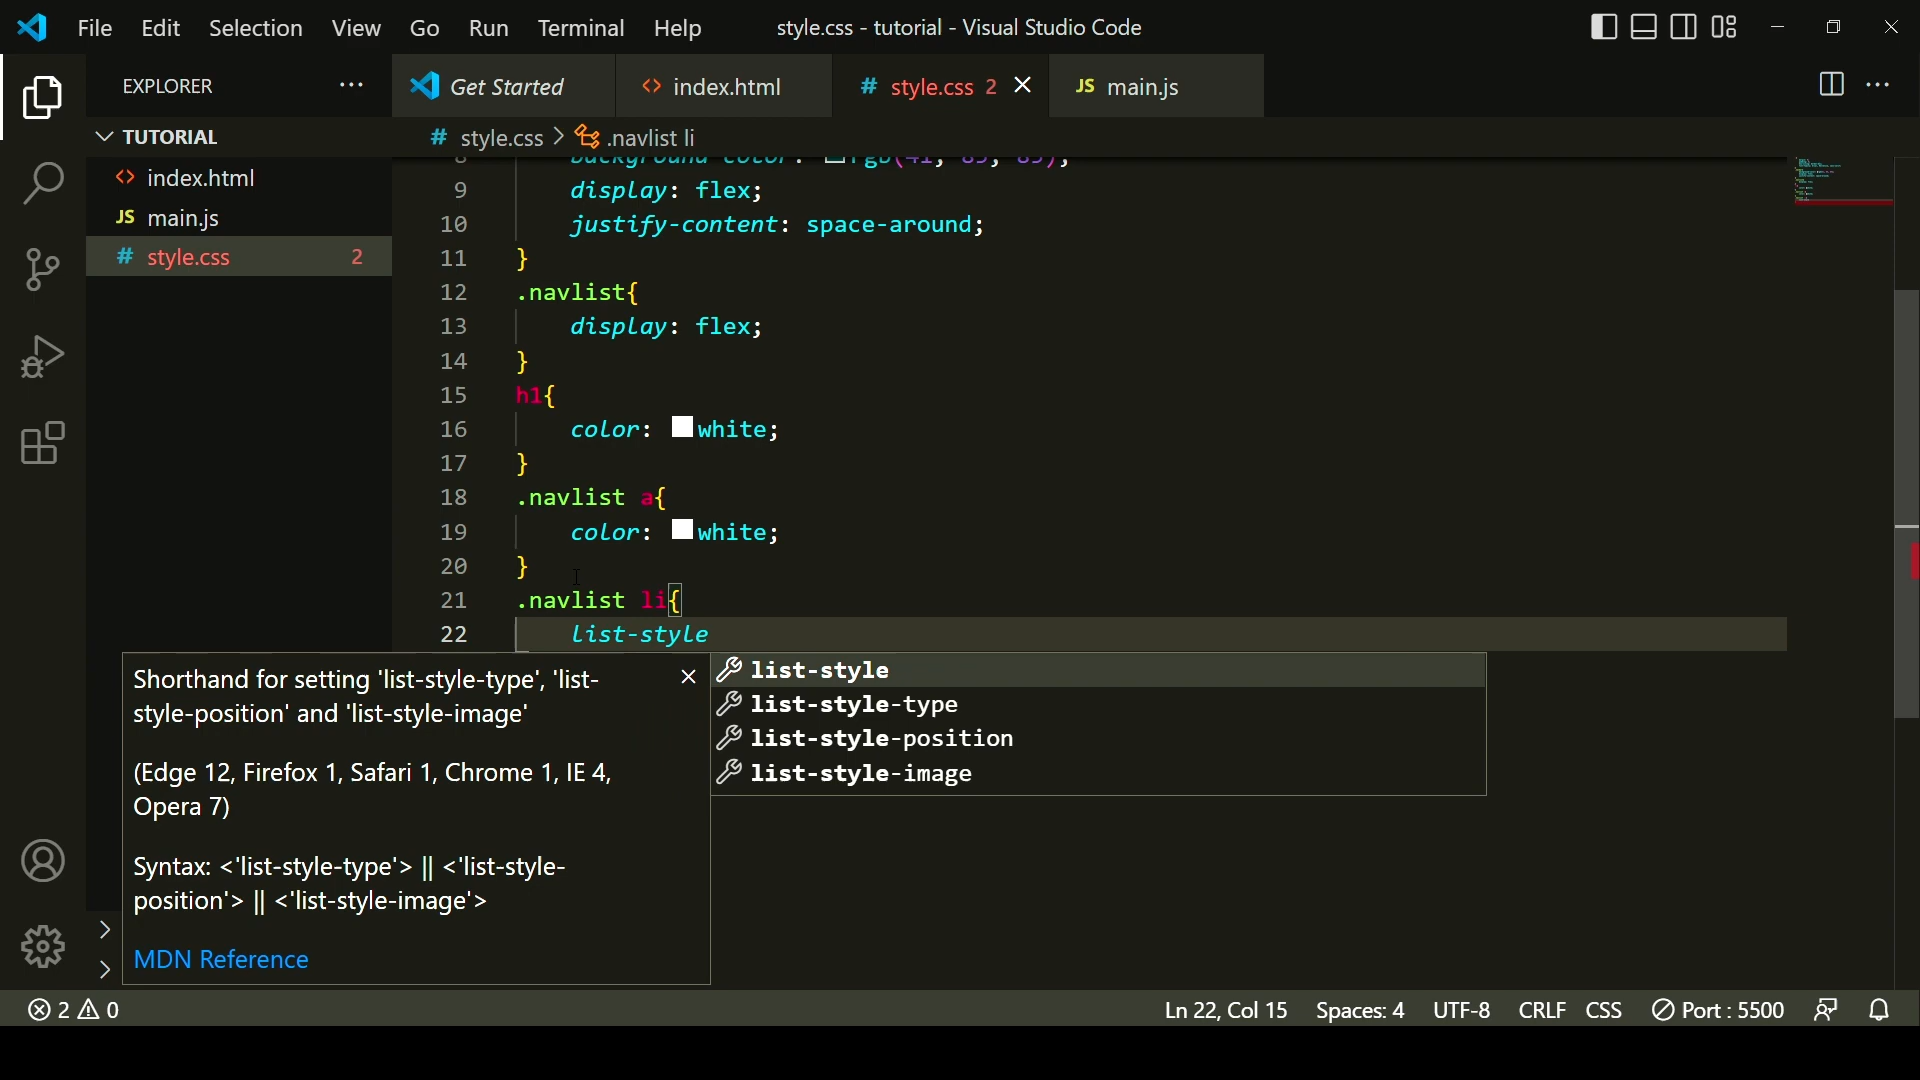 File Edit Selection View Go Run Terminal Help style.css - tutorial - Visual Studio Code
EXPLORER
Get Started
index.html
style.css 2
main.js
TUTORIAL
style.css > .navlist li
index.html
main.js
style.css 2
9 display: flex;
10 justify-content: space-around;
11 }
12 .navlist{
13 display: flex;
14 }
15 h1{
16 color: white;
17 }
18 .navlist a{
19 color: white;
20 }
21 .navlist li{
22 list-style
Shorthand for setting 'list-style-type', 'list-
style-position' and 'list-style-image'
(Edge 12, Firefox 1, Safari 1, Chrome 1, IE 4,
Opera 7)
Syntax: <'list-style-type'> || <'list-style-
position'> || <'list-style-image'>
MDN Reference
list-style
list-style-type
list-style-position
list-style-image
2 0 Ln 22, Col 15 Spaces: 4 UTF-8 CRLF CSS Port : 5500